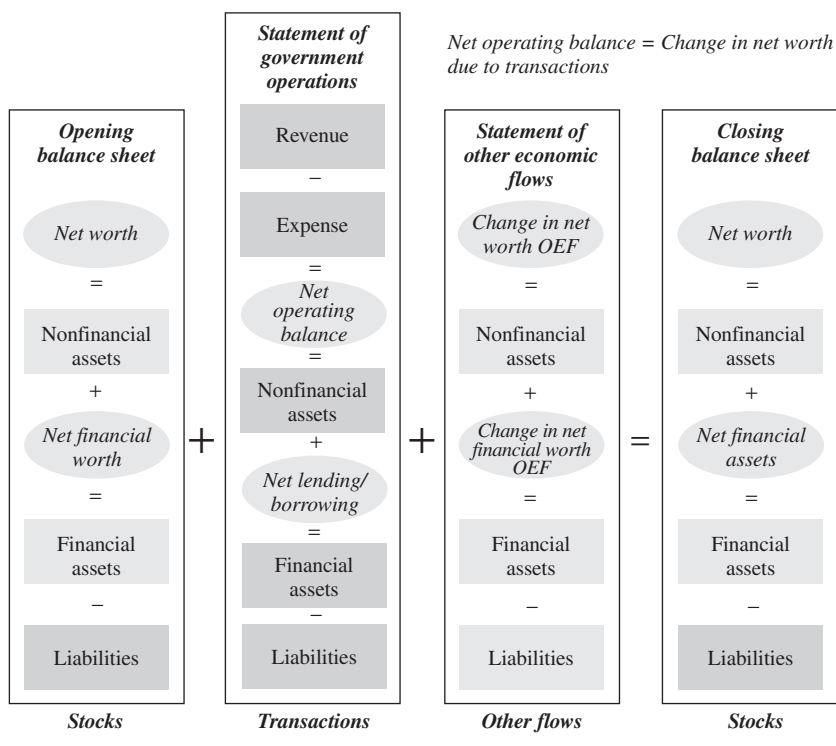 Net operating balance = Change in net worth
due to transactions
Opening
balance sheet
Net worth
=
Nonfinancial
assets
+
Net financial
worth
=
Financial
assets
–
Liabilities
Stocks
+
Statement of
government
operations
Revenue
–
Expense
=
Net
operating
balance
=
Nonfinancial
assets
+
Net lending/
borrowing
=
Financial
assets
–
Liabilities
Transactions
+
Statement of
other economic
flows
Change in net
worth OEF
=
Nonfinancial
assets
+
Change in net
financial worth
OEF
=
Financial
assets
–
Liabilities
Other flows
=
Closing
balance sheet
Net worth
=
Nonfinancial
assets
+
Net financial
assets
=
Financial
assets
–
Liabilities
Stocks